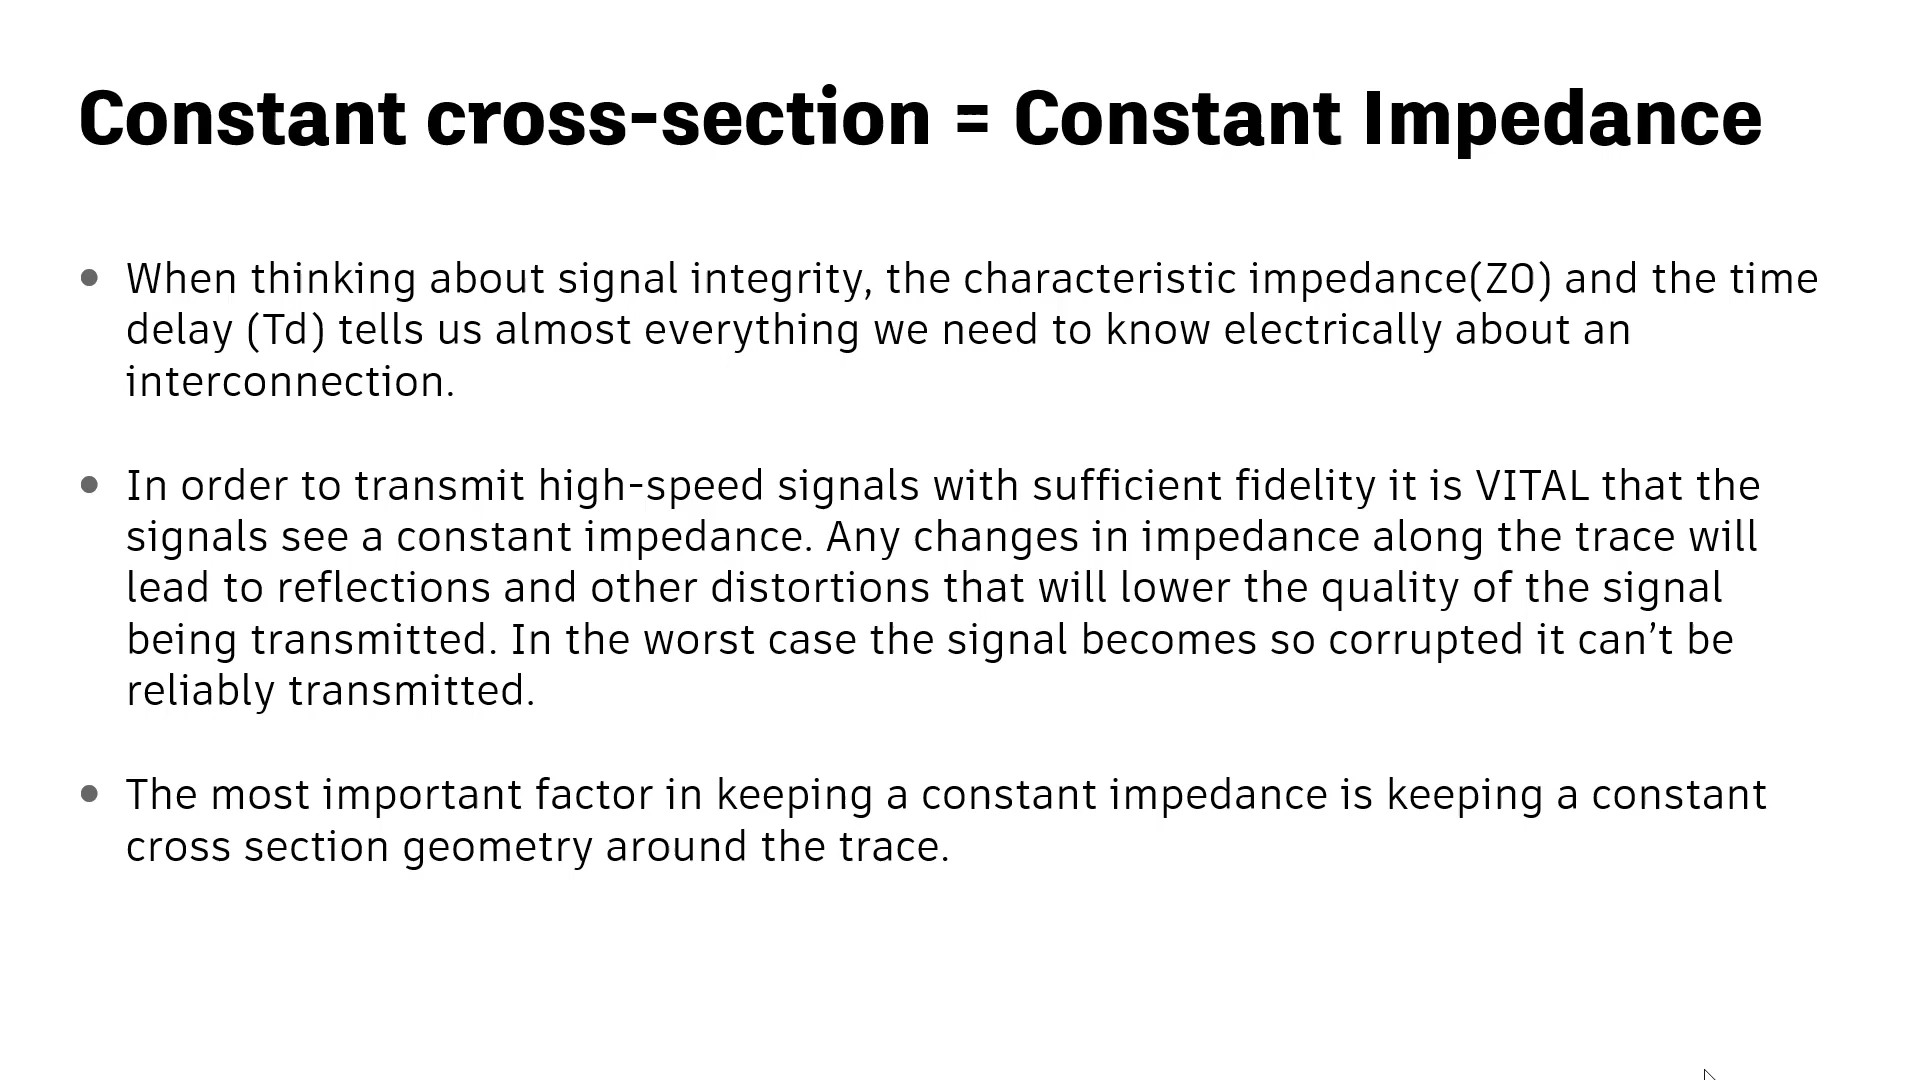 Constant cross-section = Constant Impedance
• When thinking about signal integrity, the characteristic impedance(Z0) and the time
delay (Td) tells us almost everything we need to know electrically about an
interconnection.
• In order to transmit high-speed signals with sufficient fidelity it is VITAL that the
signals see a constant impedance. Any changes in impedance along the trace will
lead to reflections and other distortions that will lower the quality of the signal
being transmitted. In the worst case the signal becomes so corrupted it can’t be
reliably transmitted.
• The most important factor in keeping a constant impedance is keeping a constant
cross section geometry around the trace.